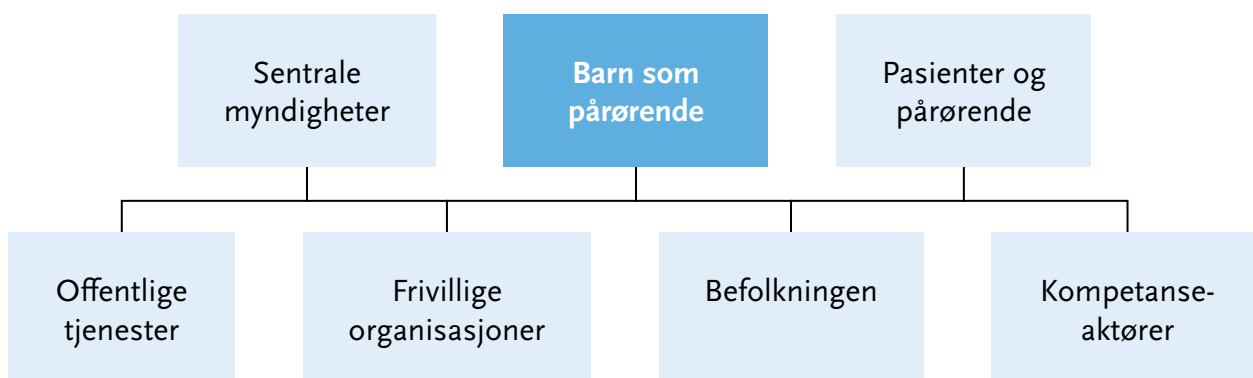 Sentrale
myndigheter
Barn som
pårørende
Pasienter og
pårørende
Offentlige
tjenester
Frivillige
organisasjoner
Befolkningen
Kompetanse-
aktører